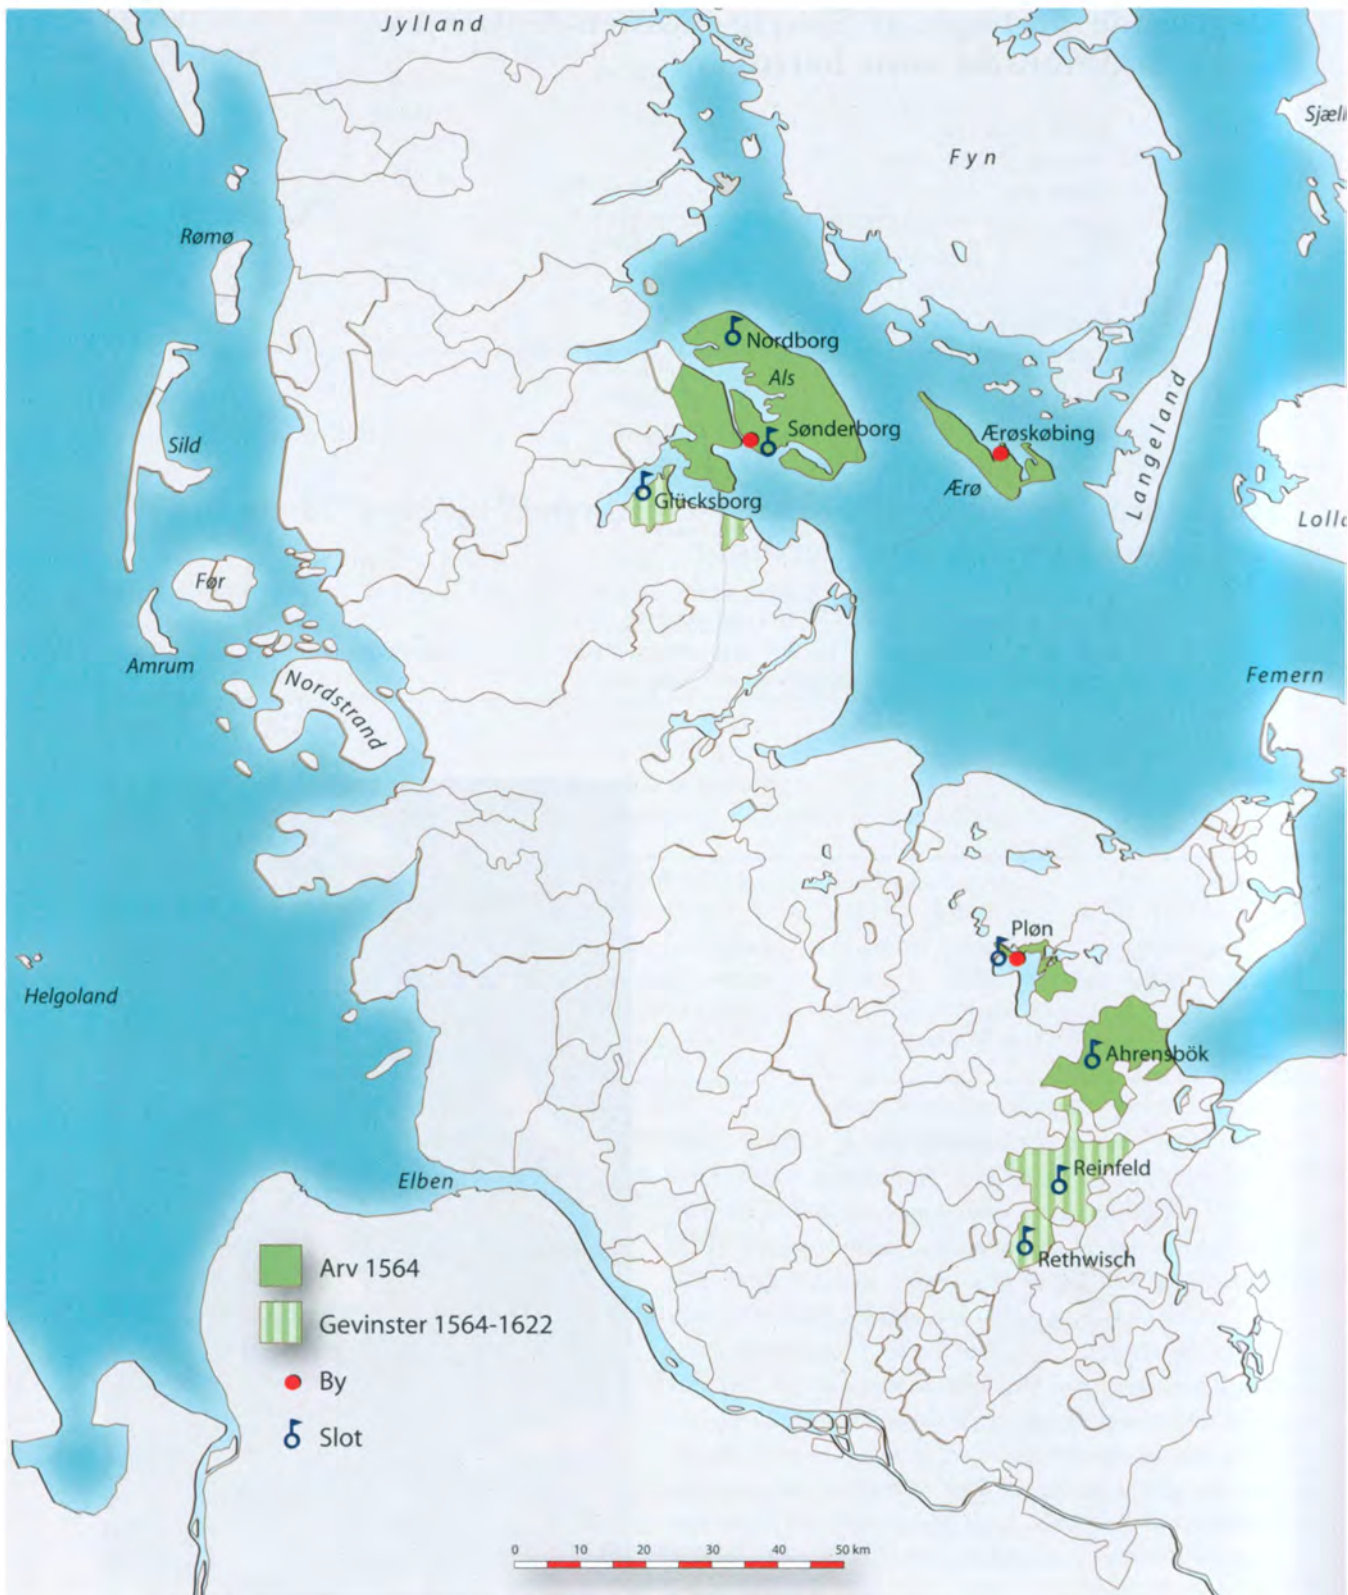 Jylland
Fyn
Sjæll
Rømø
Nordborg
Als
Sønderborg
Ærøskøbing
Langeland
Sild
Glücksborg
Ærø
Lolla
Før
Amrum
Nordstrand
Femern
Pløn
Helgoland
Ahrensbök
Elben
Reinfeld
Rethwisch
Arv 1564
Gevinster 1564-1622
By
Slot
0 10 20 30 40 50 km